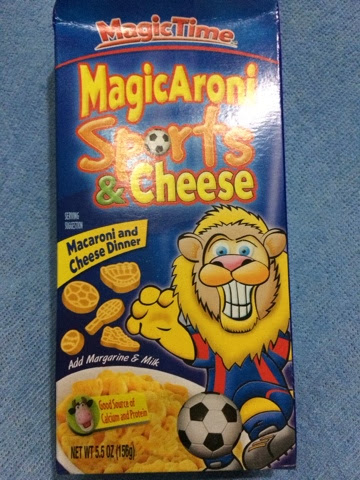 MagicTime
MagicAroni
Sports
& Cheese
SERVING
SUGGESTION
Macaroni and
Cheese Dinner
Add Margarine & Milk
Good Source of
Calcium and Protein
NET WT 5.5 OZ (156g)